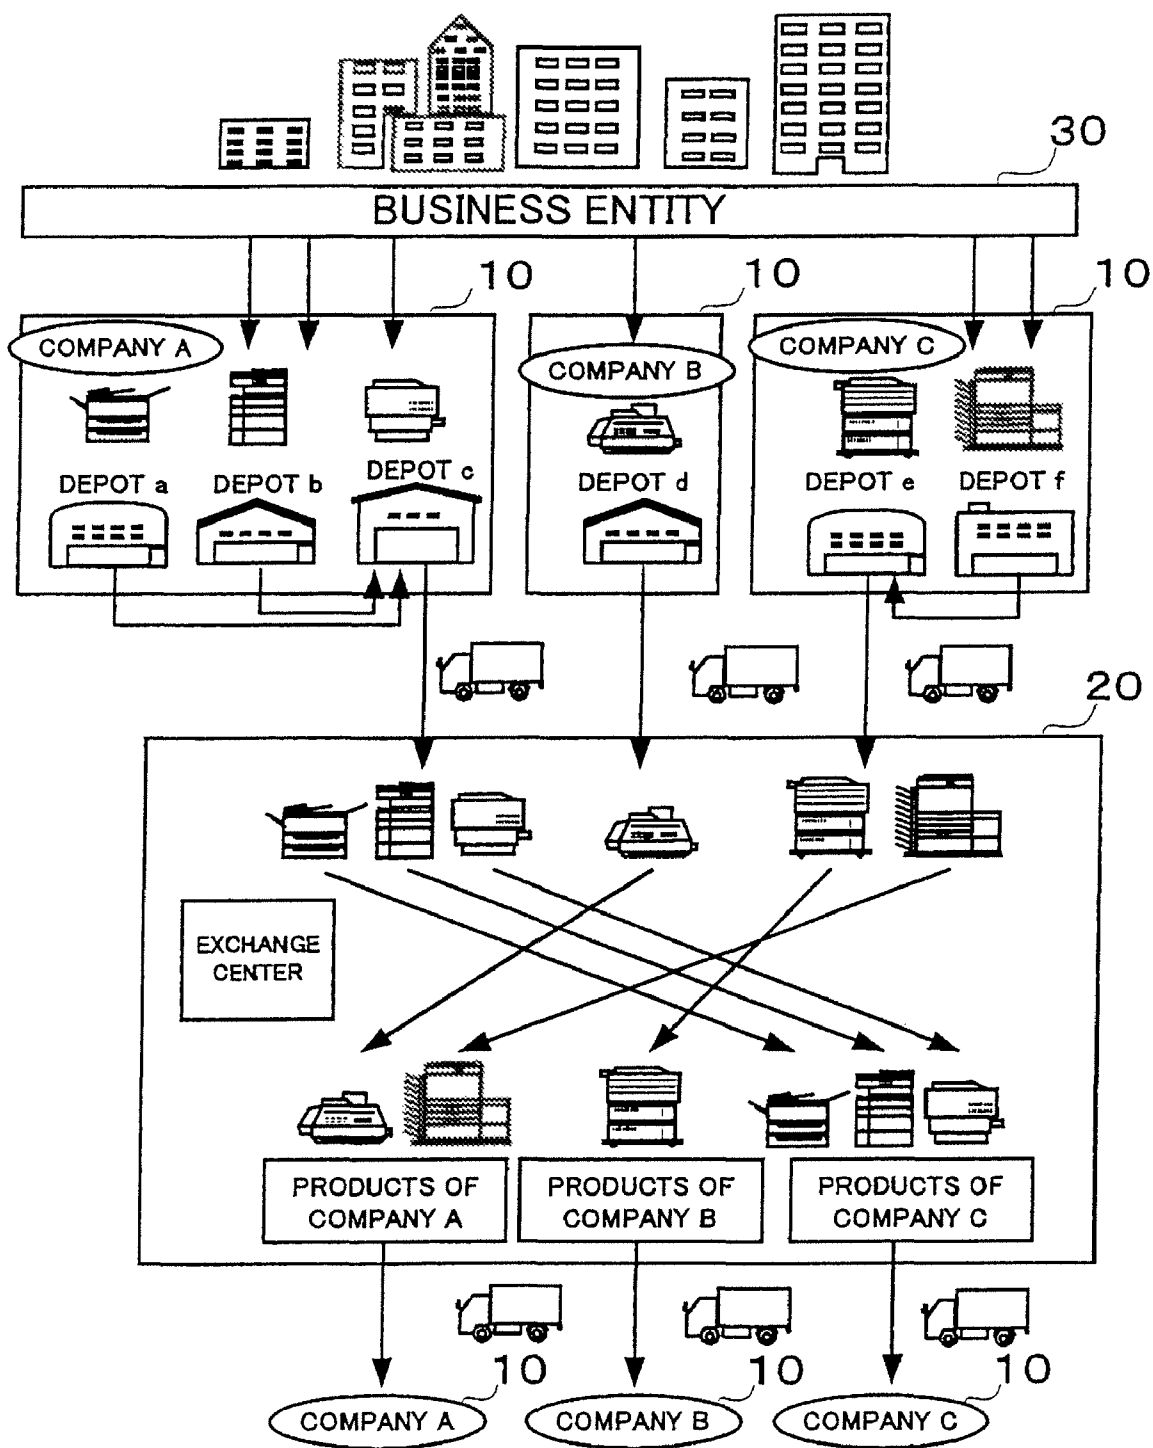 30
BUSINESS ENTITY
10
10
10
COMPANY A
COMPANY B
COMPANY C
DEPOT a
DEPOT b
DEPOT c
DEPOT d
DEPOT e
DEPOT f
20
EXCHANGE
CENTER
PRODUCTS OF
COMPANY A
PRODUCTS OF
COMPANY B
PRODUCTS OF
COMPANY C
10
10
10
COMPANY A
COMPANY B
COMPANY C